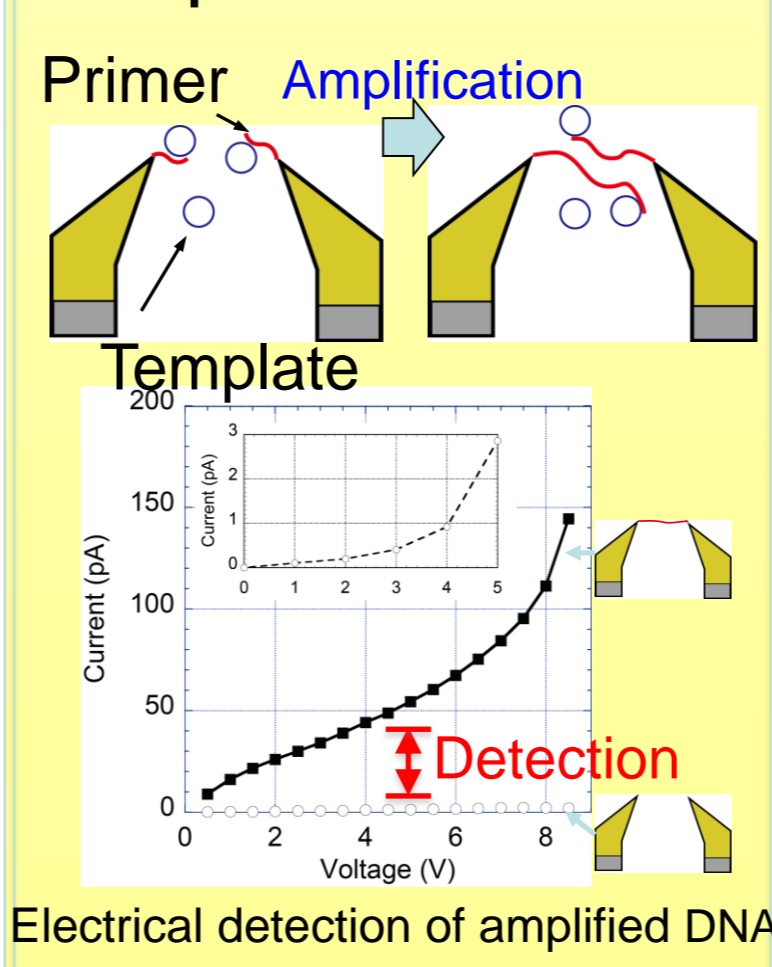 Primer
Amplification
Template
200
150
100
50
0
Current (pA)
3
2
1
0
Current (pA)
0 1 2 3 4 5
Detection
0 2 4 6 8
Voltage (V)
Electrical detection of amplified DNA